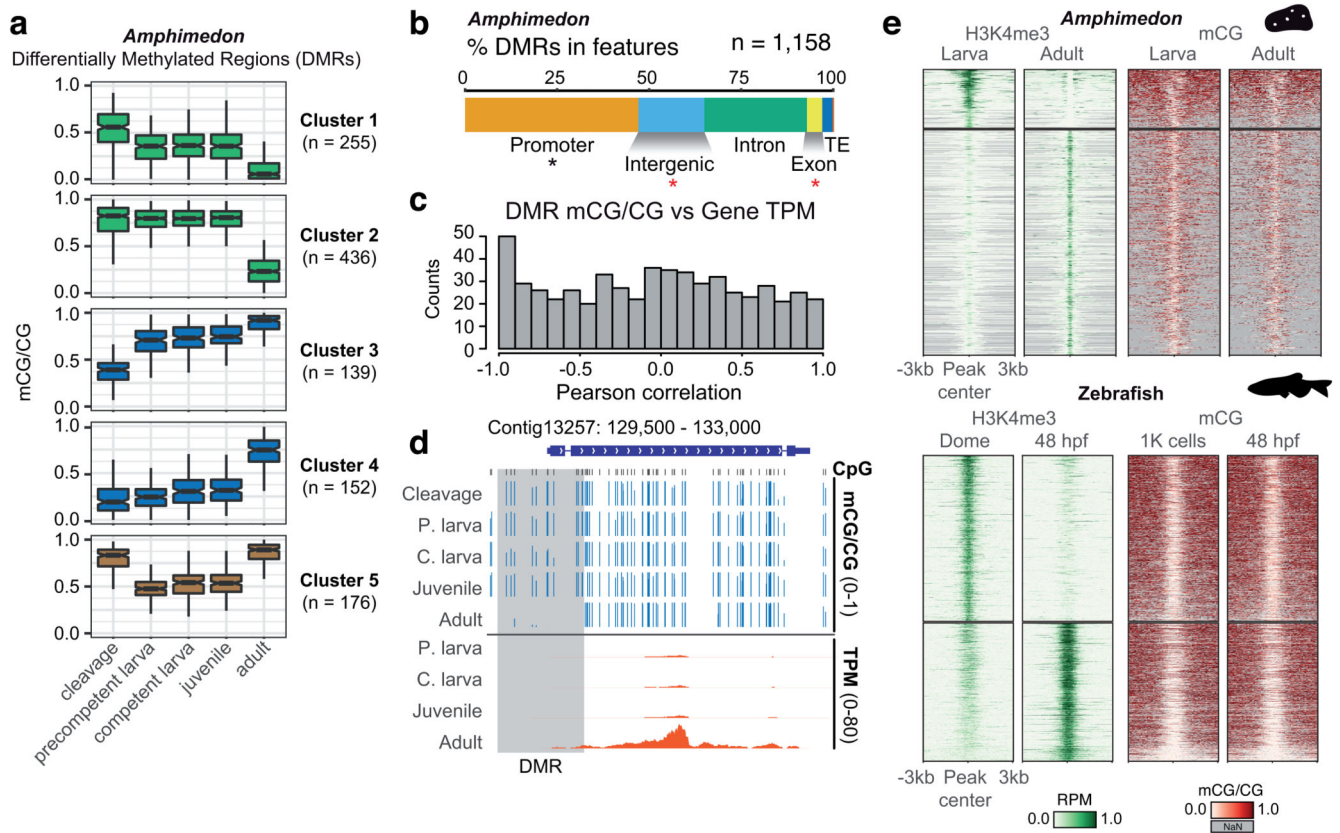 a
Amphimedon
Differentially Methylated Regions (DMRs)
mCG/CG
1.0
0.5
0.0
Cluster 1
(n = 255)
1.0
0.5
0.0
Cluster 2
(n = 436)
1.0
0.5
0.0
Cluster 3
(n = 139)
1.0
0.5
0.0
Cluster 4
(n = 152)
1.0
0.5
0.0
Cluster 5
(n = 176)
cleavage
precompetent larva
competent larva
juvenile
adult
b
Amphimedon
% DMRs in features n = 1,158
0 50 75 100
Promoter Intergenic Intron Exon TE
* * *
c
DMR mCG/CG vs Gene TPM
Counts
50
40
30
20
10
0
-1.0 -0.5 0.0 0.5 1.0
Pearson correlation
d
Contig13257: 129,500 - 133,000
CpG
Cleavage
P. larva
C. larva
Juvenile
Adult
mCG/CG (0-1)
P. larva
C. larva
Juvenile
Adult
TPM (0-80)
DMR
e
Amphimedon
H3K4me3 mCG
Larva Adult Larva Adult
-3kb Peak center 3kb
Zebrafish
H3K4me3 mCG
Dome 48 hpf 1K cells 48 hpf
-3kb Peak center 3kb
RPM
0.0 1.0
mCG/CG
0.0 1.0
NaN